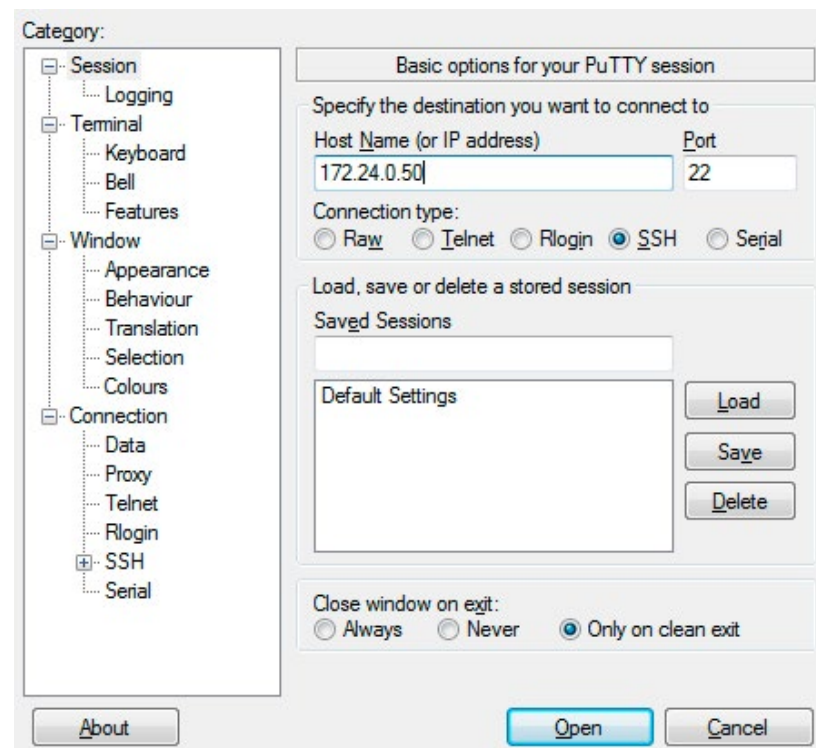 Category:
Session
Logging
Terminal
Keyboard
Bell
Features
Window
Appearance
Behaviour
Translation
Selection
Colours
Connection
Data
Proxy
Telnet
Rlogin
SSH
Serial
Basic options for your PuTTY session
Specify the destination you want to connect to
Host Name (or IP address) Port
172.24.0.50 22
Connection type:
Raw Telnet Rlogin SSH Serial
Load, save or delete a stored session
Saved Sessions
Default Settings
Load
Save
Delete
Close window on exit:
Always Never Only on clean exit
About Open Cancel